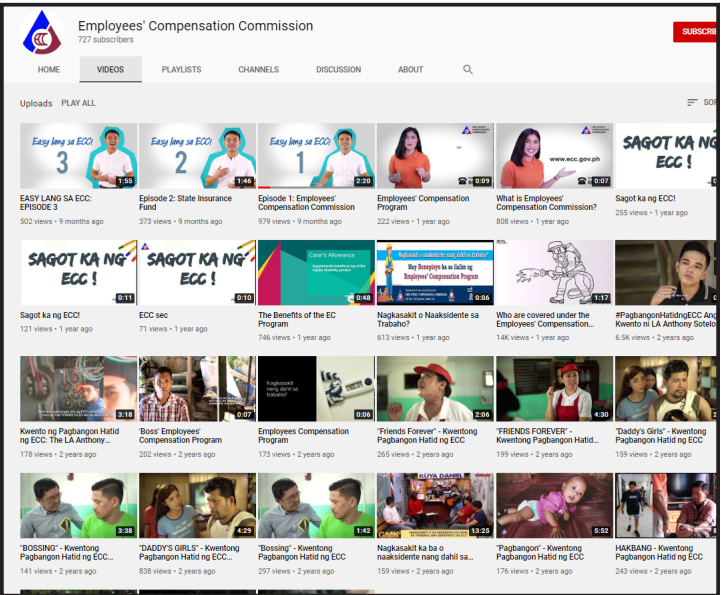 ECC
Employees' Compensation Commission
727 subscribers
SUBSCRIBE
HOME VIDEOS PLAYLISTS CHANNELS DISCUSSION ABOUT
Uploads PLAY ALL
Easy lang sa ECC! 3 1:55
Easy lang sa ECC! 2 1:46
Easy lang sa ECC! 1 2:20
0:09
www.ecc.gov.ph 0:07
SAGOT KA NG
ECC !
EASY LANG SA ECC:
EPISODE 3
502 views • 9 months ago
Episode 2: State Insurance
Fund
373 views • 9 months ago
Episode 1: Employees'
Compensation Commission
979 views • 9 months ago
Employees' Compensation
Program
222 views • 1 year ago
What is Employees'
Compensation Commission?
808 views • 1 year ago
Sagot ka ng ECC!
255 views • 1 year ago
SAGOT KA NG
ECC !
0:11
SAGOT KA NG
ECC !
0:10
Carer's Allowance
0:48
Nagkasakit o naaksidente nang dahil sa trabaho?
May Benepisyo ka sa ilalim ng
Employees' Compensation Program
0:06
1:17
Sagot ka ng ECC!
121 views • 1 year ago
ECC sec
71 views • 1 year ago
The Benefits of the EC
Program
746 views • 1 year ago
Nagkasakit o Naaksidente sa
Trabaho?
613 views • 1 year ago
Who are covered under the
Employees' Compensation...
14K views • 1 year ago
#PagbangonHatidngECC Ang
Kwento ni LA Anthony Sotelo
6.5K views • 2 years ago
3:18
0:07
Nagkasakit
nang dahil sa
trabaho?
0:06
2:06
4:30
Kwento ng Pagbangon Hatid
ng ECC: The LA Anthony...
178 views • 2 years ago
'Boss' Employees'
Compensation Program
202 views • 2 years ago
Employees Compensation
Program
173 views • 2 years ago
"Friends Forever" - Kwentong
Pagbangon Hatid ng ECC
265 views • 2 years ago
"FRIENDS FOREVER" -
Kwentong Pagbangon Hatid...
199 views • 2 years ago
"Daddy's Girls" - Kwentong
Pagbangon Hatid ng ECC
159 views • 2 years ago
3:38
4:29
1:42
KUYA DANIEL
GMK
13:25
5:52
"BOSSING" - Kwentong
Pagbangon Hatid ng ECC...
141 views • 2 years ago
"DADDY'S GIRLS" - Kwentong
Pagbangon Hatid ng ECC
838 views • 2 years ago
"Bossing" - Kwentong
Pagbangon Hatid ng ECC
297 views • 2 years ago
Nagkasakit ka ba o
naaksidente nang dahil sa...
159 views • 2 years ago
"Pagbangon" - Kwentong
Pagbangon Hatid ng ECC
176 views • 2 years ago
HAKBANG - Kwentong
Pagbangon Hatid ng ECC
243 views • 2 years ago